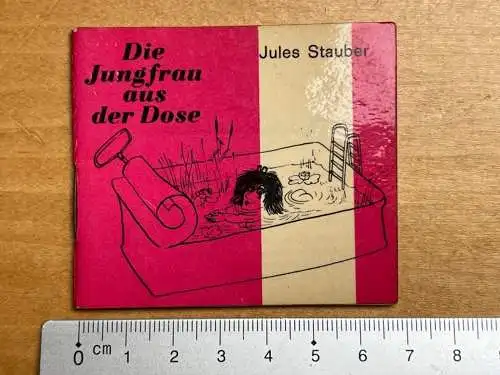 Die
Jungfrau
aus
der Dose
Jules Stauber
0 cm 1 2 3 4 5 6 7 8